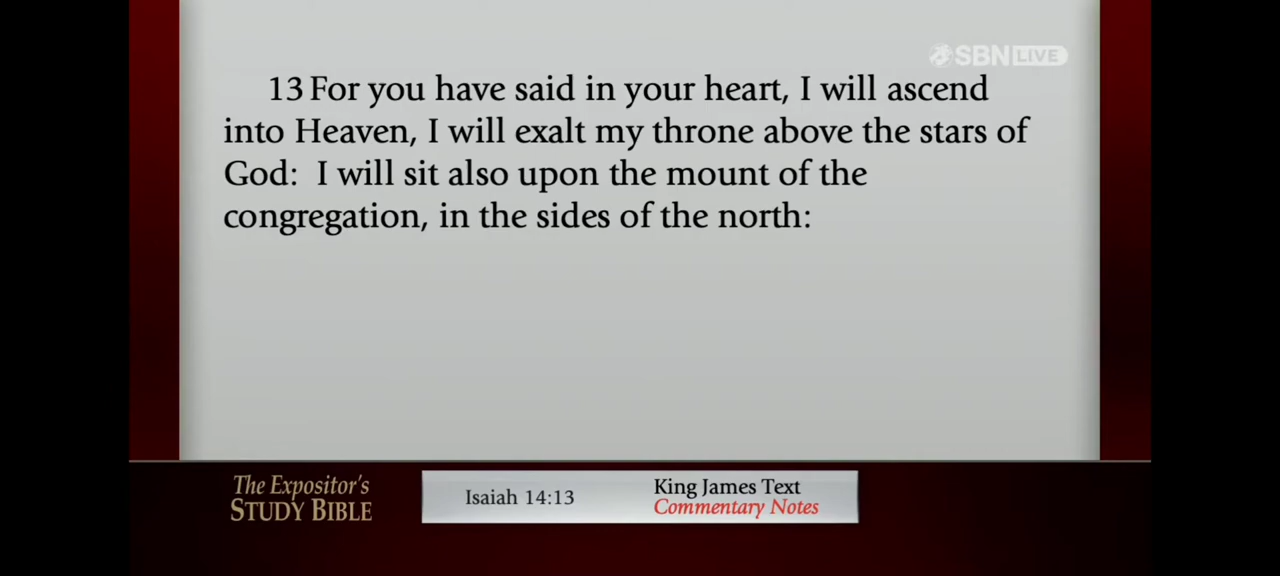 SBN LIVE
13 For you have said in your heart, I will ascend
into Heaven, I will exalt my throne above the stars of
God:  I will sit also upon the mount of the
congregation, in the sides of the north:
The Expositor's
STUDY BIBLE
Isaiah 14:13
King James Text
Commentary Notes